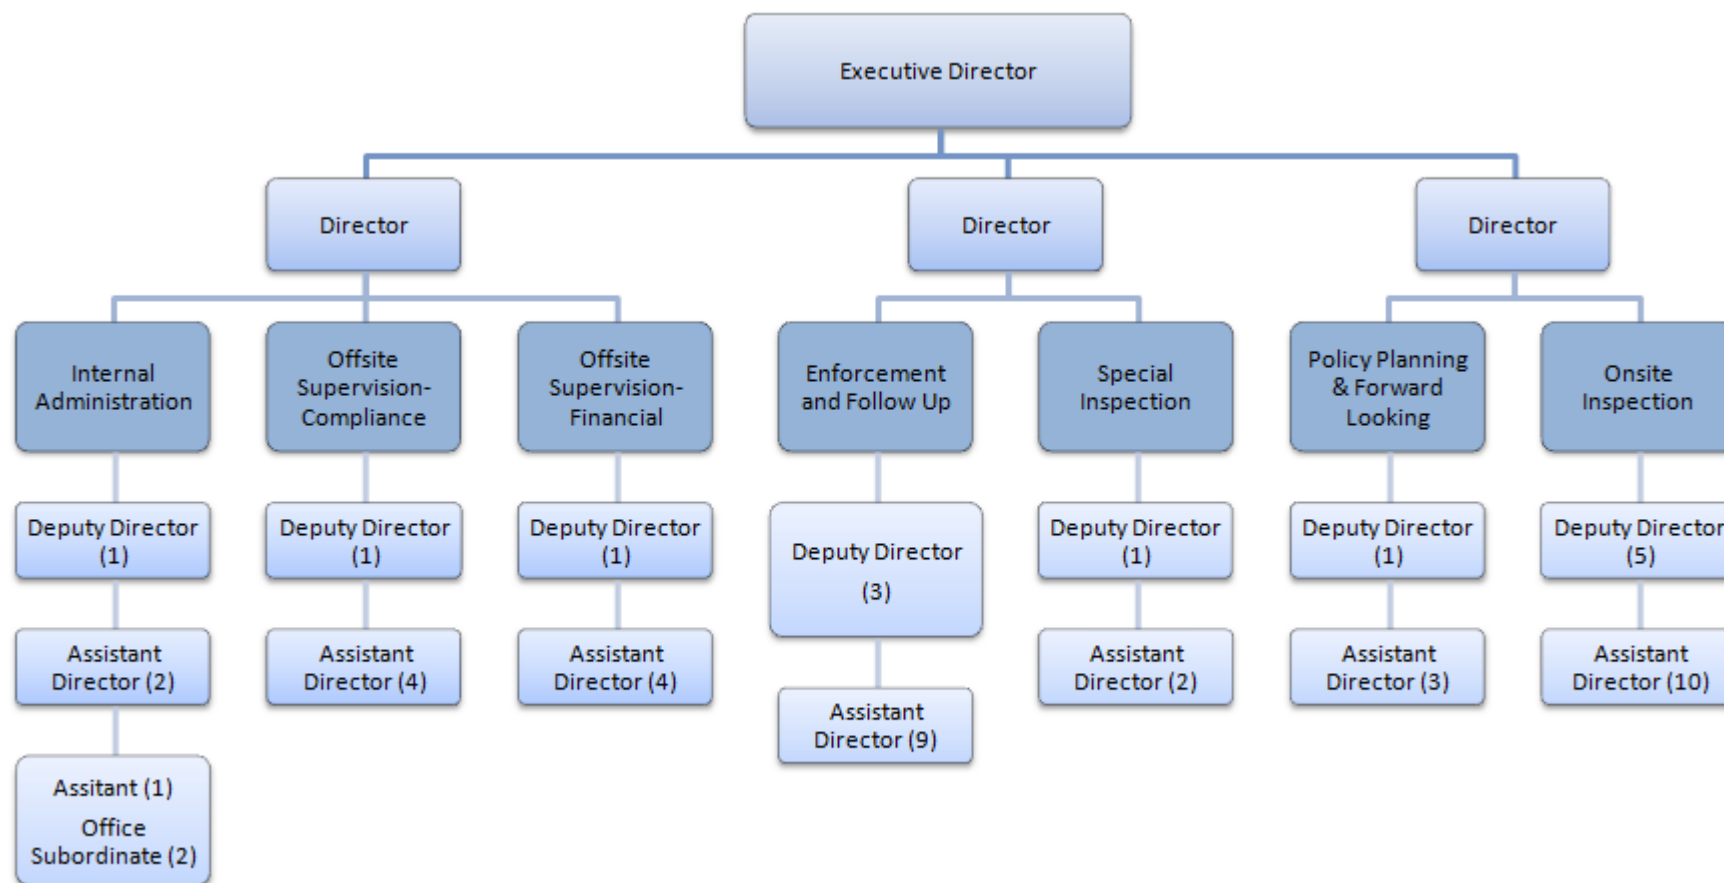 Executive Director
Director
Director
Director
Internal
Administration
Offsite
Supervision-
Compliance
Offsite
Supervision-
Financial
Enforcement
and Follow Up
Special
Inspection
Policy Planning
& Forward
Looking
Onsite
Inspection
Deputy Director
(1)
Deputy Director
(1)
Deputy Director
(1)
Deputy Director
(3)
Deputy Director
(1)
Deputy Director
(1)
Deputy Director
(5)
Assistant
Director (2)
Assistant
Director (4)
Assistant
Director (4)
Assistant
Director (9)
Assistant
Director (2)
Assistant
Director (3)
Assistant
Director (10)
Assitant (1)
Office
Subordinate (2)